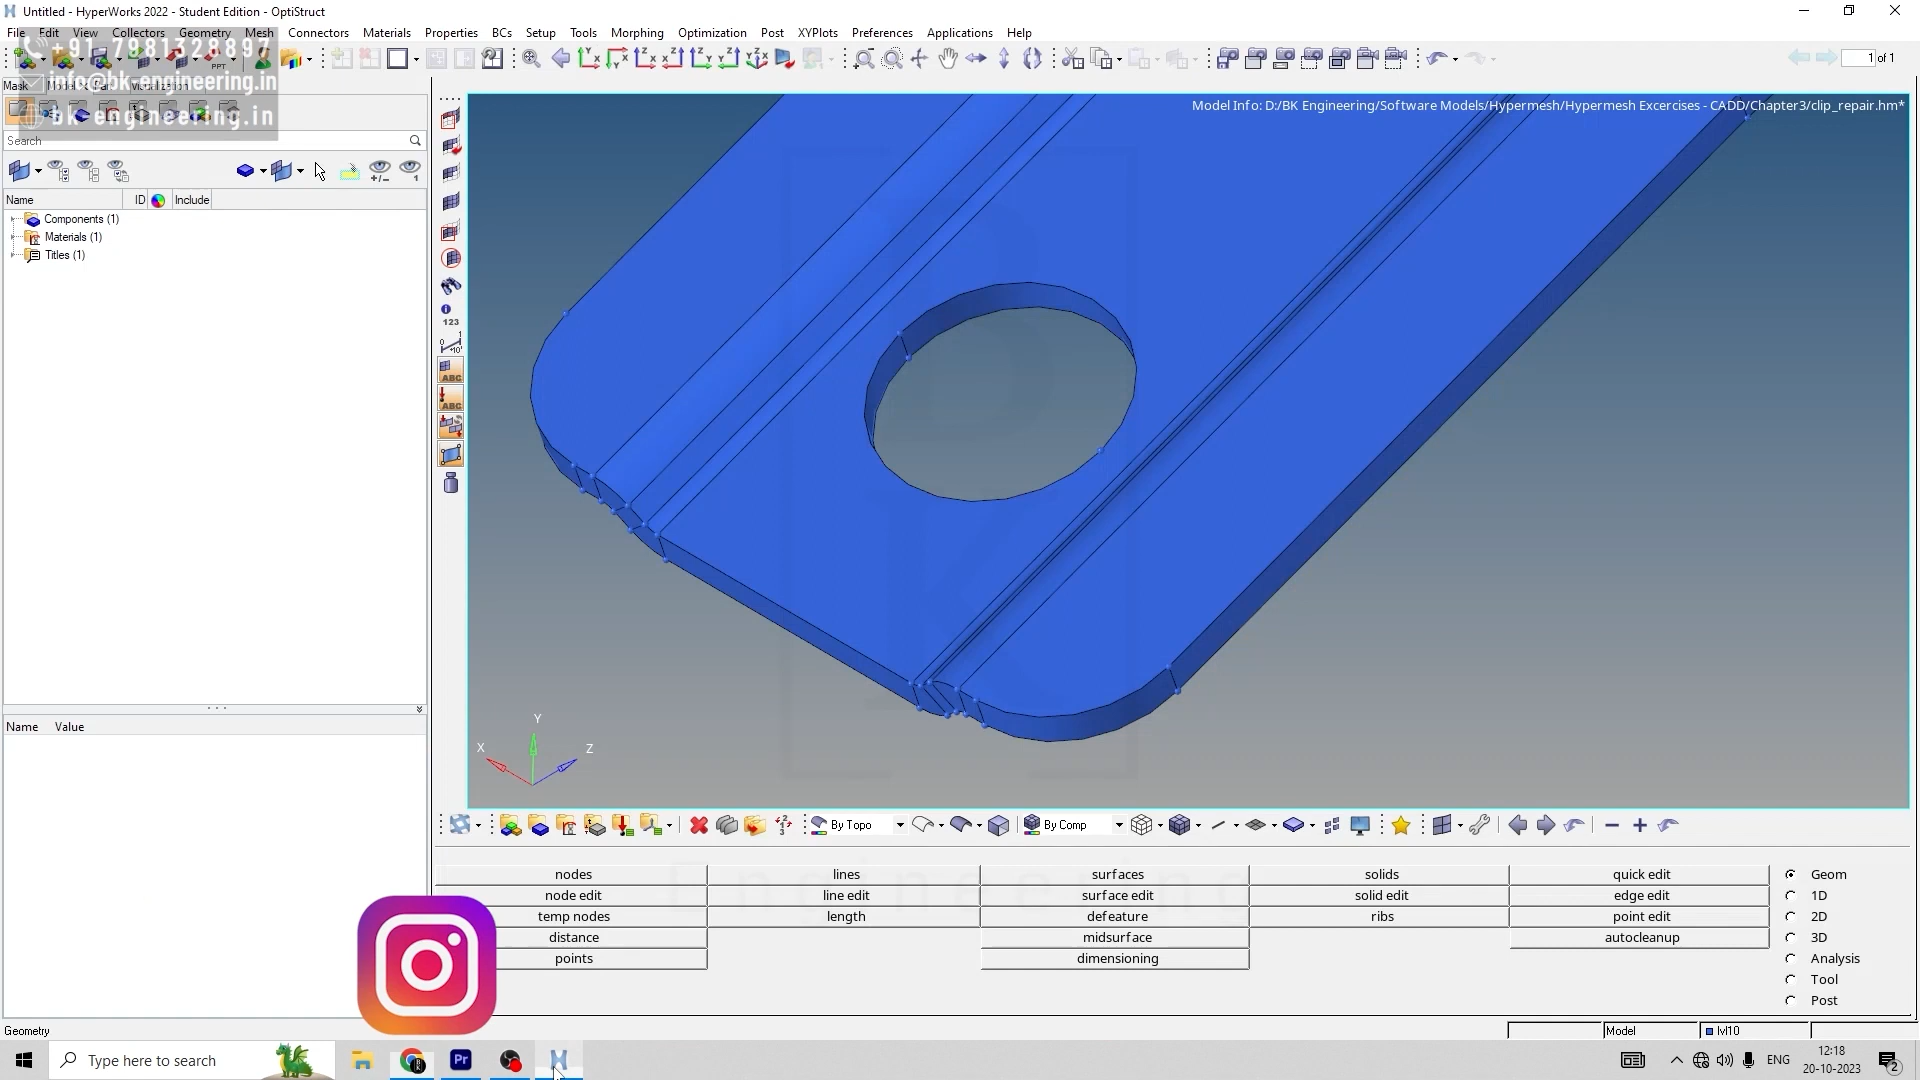 Untitled - HyperWorks 2022 - Student Edition - OptiStruct
File Edit View Collectors Geometry Mesh Connectors Materials Properties BCs Setup Tools Morphing Optimization Post XYPlots Preferences Applications Help
+91 7981328897
info@bk-engineering.in
bk-engineering.in
1 of 1
Mask
Search
Name ID Include
Components (1)
Materials (1)
Titles (1)
Model Info: D:/BK Engineering/Software Models/Hypermesh/Hypermesh Excercises - CADD/Chapter3/clip_repair.hm*
123
ABC
ABC
Y
X
Z
Name Value
By Topo
By Comp
nodes lines surfaces solids quick edit Geom
node edit line edit surface edit solid edit edge edit 1D
temp nodes length defeature ribs point edit 2D
distance midsurface autocleanup 3D
points dimensioning Analysis
Tool
Post
Engineering
Geometry
Model
lvl10
Type here to search
Pr
ENG
12:18
20-10-2023
2